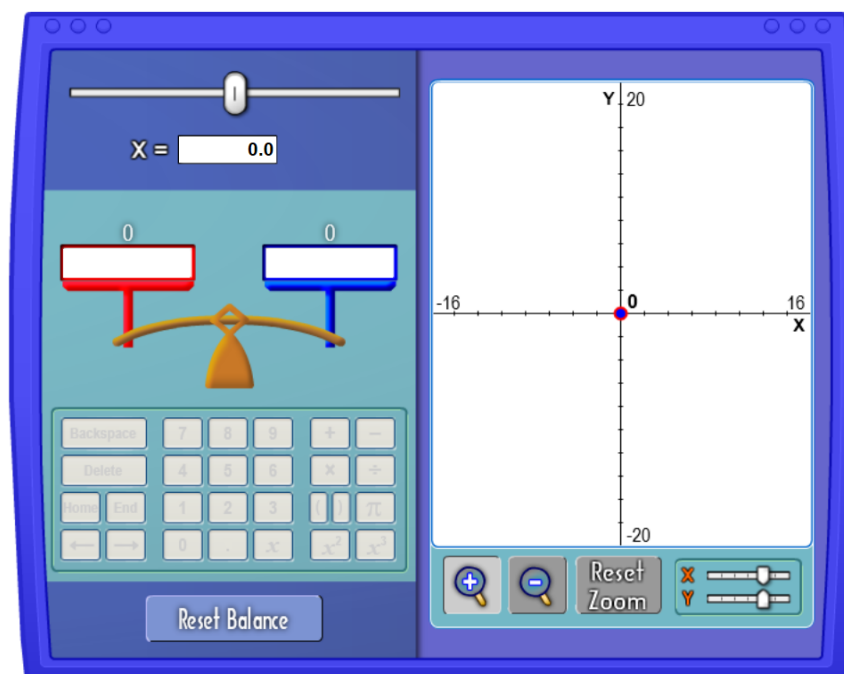 X = 0.0
0 0
Backspace 7 8 9 + −
Delete 4 5 6 × ÷
Home End 1 2 3 ( ) π
← → 0 . x x² x³
Reset Balance
Y 20
-16 0 16
X
-20
Reset
Zoom
X
Y